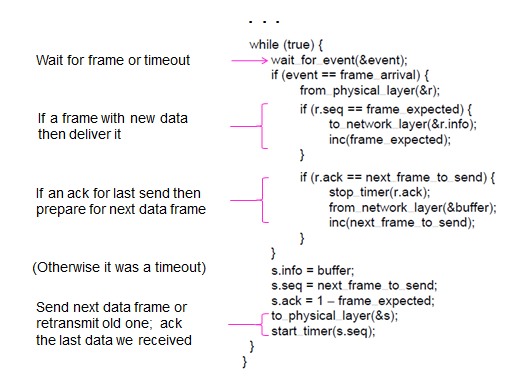 . . .
while (true) {
Wait for frame or timeout
wait_for_event(&event);
if (event == frame_arrival) {
from_physical_layer(&r);
If a frame with new data
then deliver it
if (r.seq == frame_expected) {
to_network_layer(&r.info);
inc(frame_expected);
}
If an ack for last send then
prepare for next data frame
if (r.ack == next_frame_to_send) {
stop_timer(r.ack);
from_network_layer(&buffer);
inc(next_frame_to_send);
}
}
(Otherwise it was a timeout)
s.info = buffer;
s.seq = next_frame_to_send;
s.ack = 1 – frame_expected;
Send next data frame or
retransmit old one; ack
the last data we received
to_physical_layer(&s);
start_timer(s.seq);
}
}